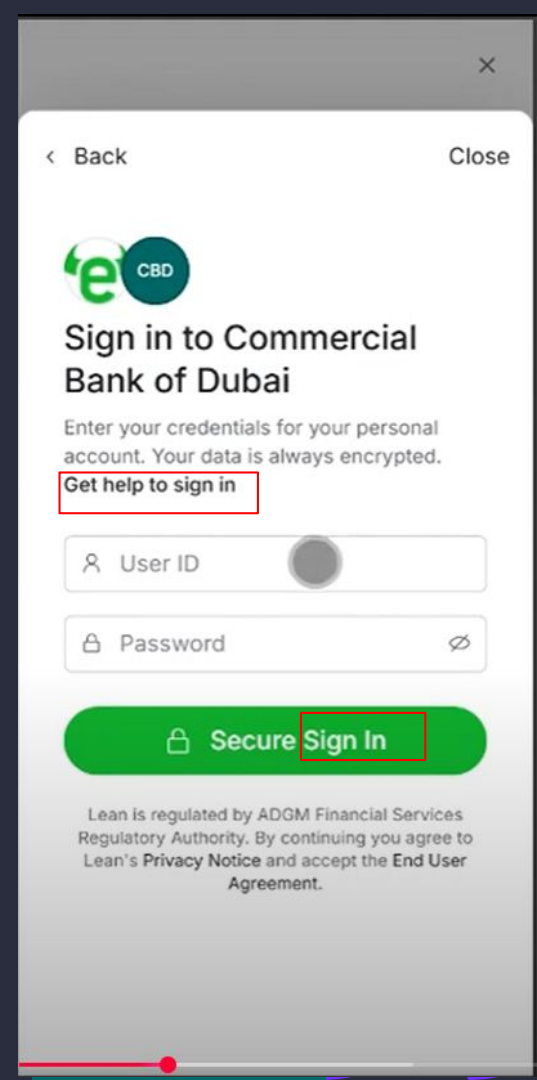 Back
Close
e
CBD
Sign in to Commercial
Bank of Dubai
Enter your credentials for your personal
account. Your data is always encrypted.
Get help to sign in
User ID
Password
Secure Sign In
Lean is regulated by ADGM Financial Services
Regulatory Authority. By continuing you agree to
Lean's Privacy Notice and accept the End User
Agreement.